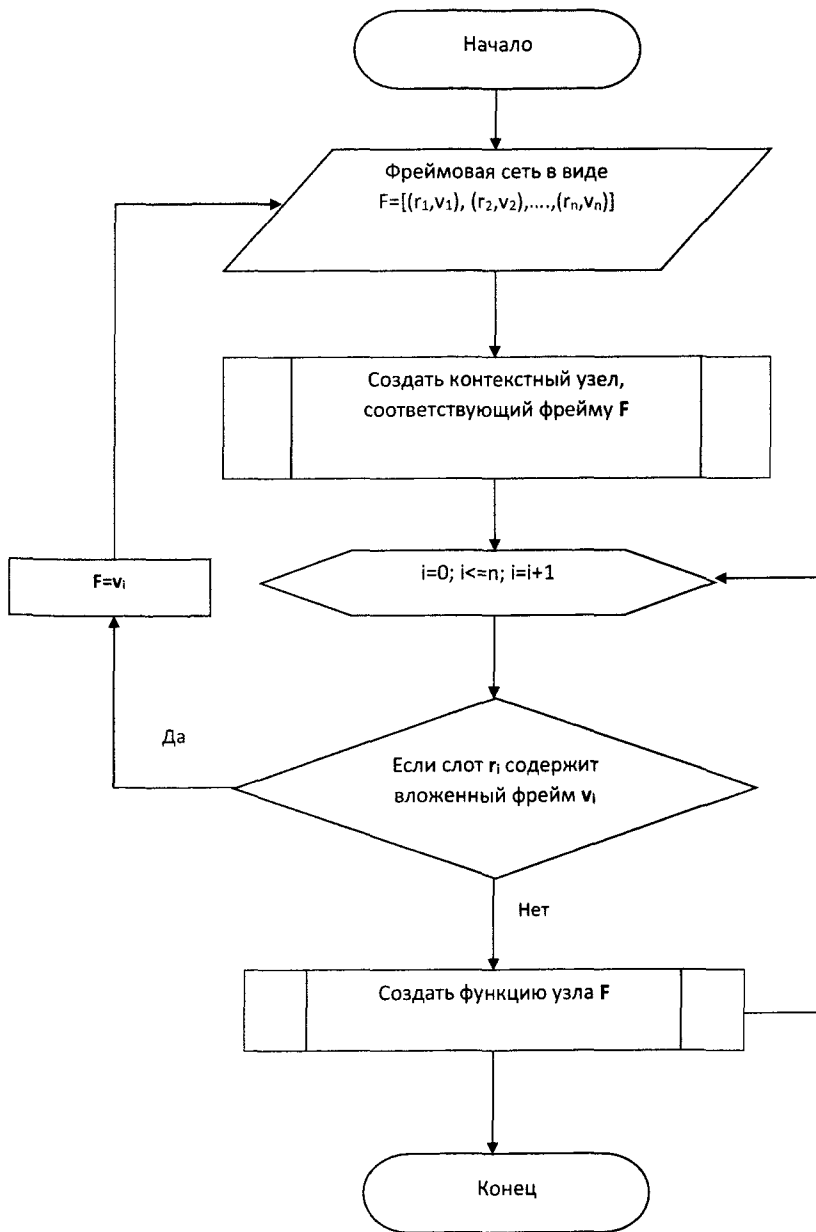 Начало
Фреймовая сеть в виде
F=[(r₁,v₁), (r₂,v₂),....,(rₙ,vₙ)]
Создать контекстный узел,
соответствующий фрейму F
F=vᵢ
i=0; i<=n; i=i+1
Да
Если слот rᵢ содержит
вложенный фрейм vᵢ
Нет
Создать функцию узла F
Конец